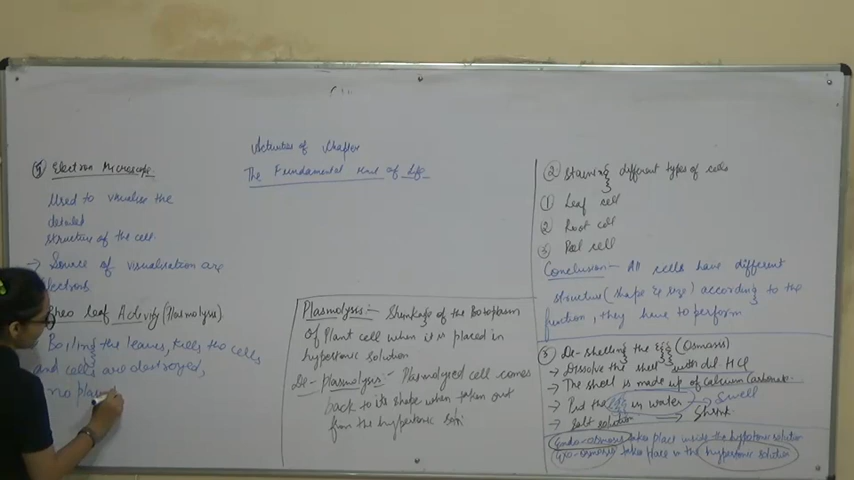 Activities of Chapter
The Fundamental Unit of Life
⑨ Electron Microscope
Used to visualise the
detailed
structure of the cell.
→ Source of visualisation are
electrons
Rheo leaf Activity (Plasmolysis)
Boiling the leaves, kills the cells
and cells are destroyed,
no plasm
Plasmolysis :- Shrinkage of the
of Plant cell when it is placed in
hypertonic solution
De-plasmolysis :- Plasmolysed cell comes
back to its shape when taken out
from the hypertonic
② Staining different types of cells
① Leaf cell
② Root cell
③ cell
Conclusion - All cells have different
structure (shape & size) according to the
function, they have to perform
③ De-shelling the egg (Osmosis)
→ Dissolve the shell with dil. HCl
→ The shell is made up of Calcium Carbonate.
→ Put the egg in water → Swell
→ Salt solution → Shrink.
Endo-osmosis takes place inside the hypotonic solution
Exo-osmosis takes place in the hypertonic solution